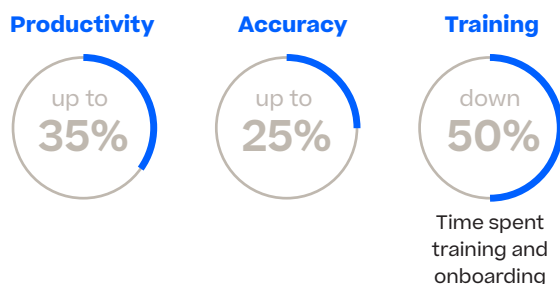 Productivity
up to
35%
Accuracy
up to
25%
Training
down
50%
Time spent
training and
onboarding